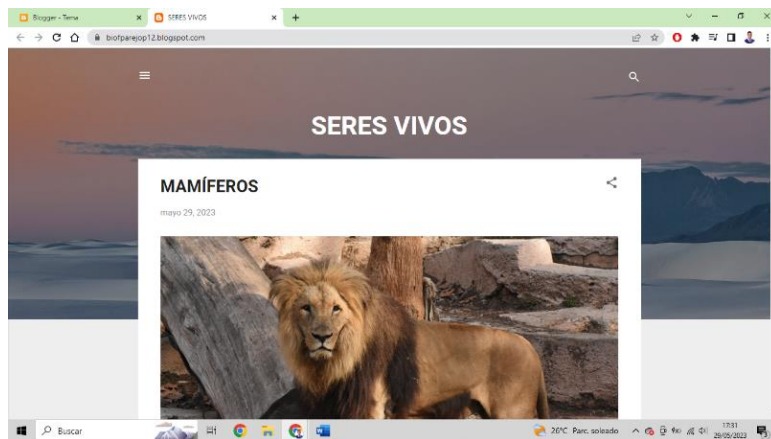 Blogger - Tema
SERES VIVOS
biofparejop12.blogspot.com
SERES VIVOS
MAMÍFEROS
mayo 29, 2023
Buscar
26°C Parc. soleado
17:31
29/05/2023